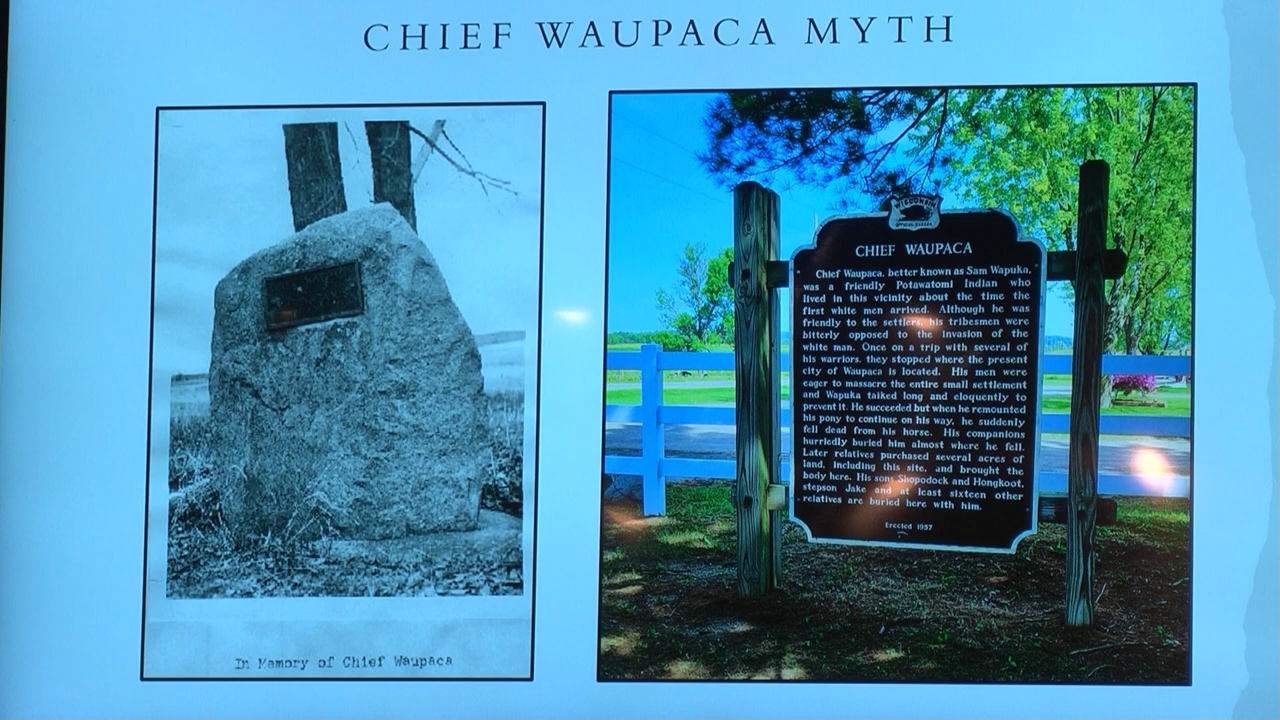 CHIEF WAUPACA MYTH
In Memory of Chief Waupaca
WISCONSIN
OFFICIAL MARKER
CHIEF WAUPACA
Chief Waupaca, better known as Sam Wapuka,
was a friendly Potawatomi Indian who
lived in this vicinity about the time the
first white men arrived. Although he was
friendly to the settlers, his tribesmen were
bitterly opposed to the invasion of the
white man. Once on a trip with several of
his warriors, they stopped where the present
city of Waupaca is located. His men were
eager to massacre the entire small settlement
and Wapuka talked long and eloquently to
prevent it. He succeeded but when he remounted
his pony to continue on his way, he suddenly
fell dead from his horse. His companions
hurriedly buried him almost where he fell.
Later relatives purchased several acres of
land, including this site, and brought the
body here. His sons Shopodock and Hongkoot,
stepson Jake and at least sixteen other
relatives are buried here with him.
Erected 1957